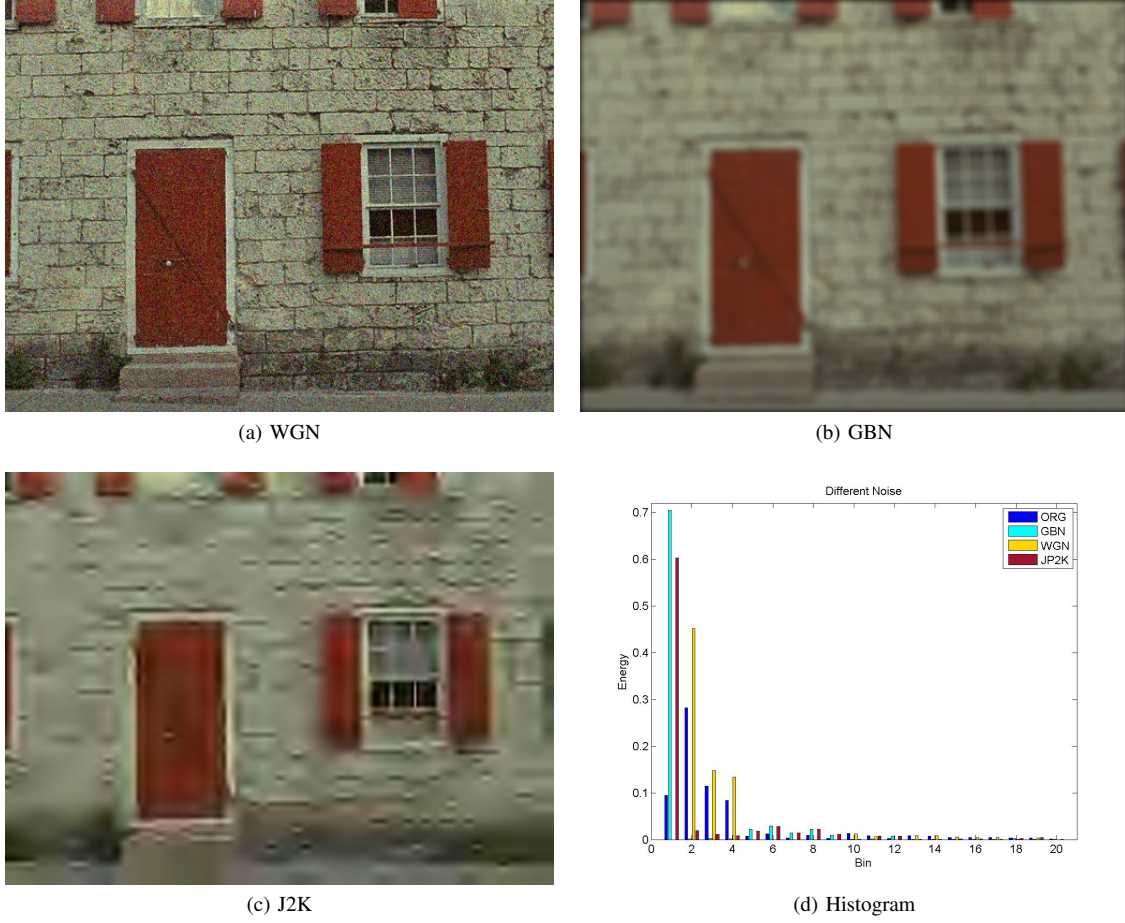 (a) WGN
(b) GBN
(c) J2K
Different Noise
ORG
GBN
WGN
JP2K
Energy
0.7
0.6
0.5
0.4
0.3
0.2
0.1
0
0 2 4 6 8 10 12 14 16 18 20
Bin
(d) Histogram